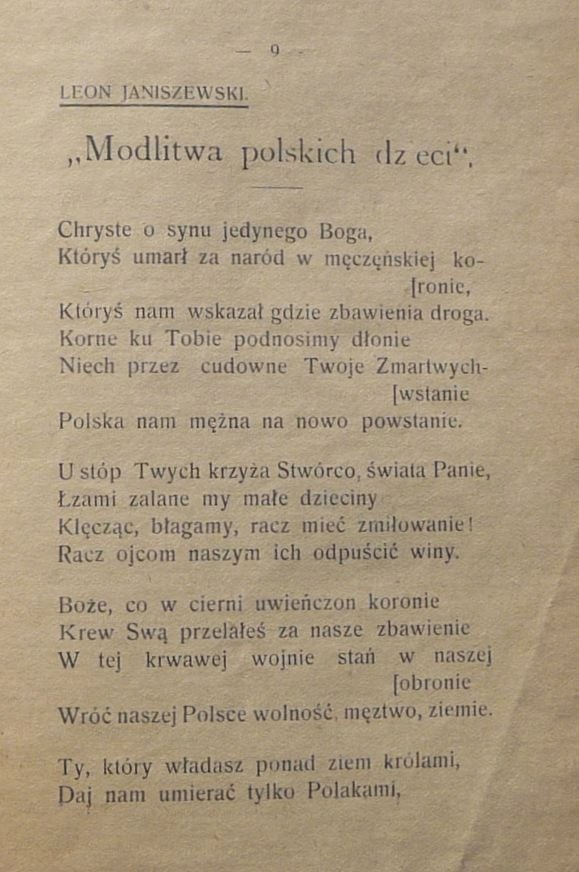 — 9 -
LEON JANISZEWSKI.
„Modlitwa polskich dz eci“.
Chryste o synu jedynego Boga,
Któryś umarł za naród w męczęńskiej ko-
[ronie,
Któryś nam wskazał gdzie zbawienia droga.
Korne ku Tobie podnosimy dłonie
Niech przez cudowne Twoje Zmartwych-
[wstanie
Polska nam mężna na nowo powstanie.
U stóp Twych krzyża Stwórco, świata Panie,
Łzami zalane my małe dzieciny
Klęcząc, błagamy, racz mieć zmiłowanie!
Racz ojcom naszym ich odpuścić winy.
Boże, co w cierni uwieńczon koronie
Krew Swą przelałeś za nasze zbawienie
W tej krwawej wojnie stań w naszej
[obronie
Wróć naszej Polsce wolność, męztwo, ziemie.
Ty, który władasz ponad ziem królami,
Daj nam umierać tylko Polakami,